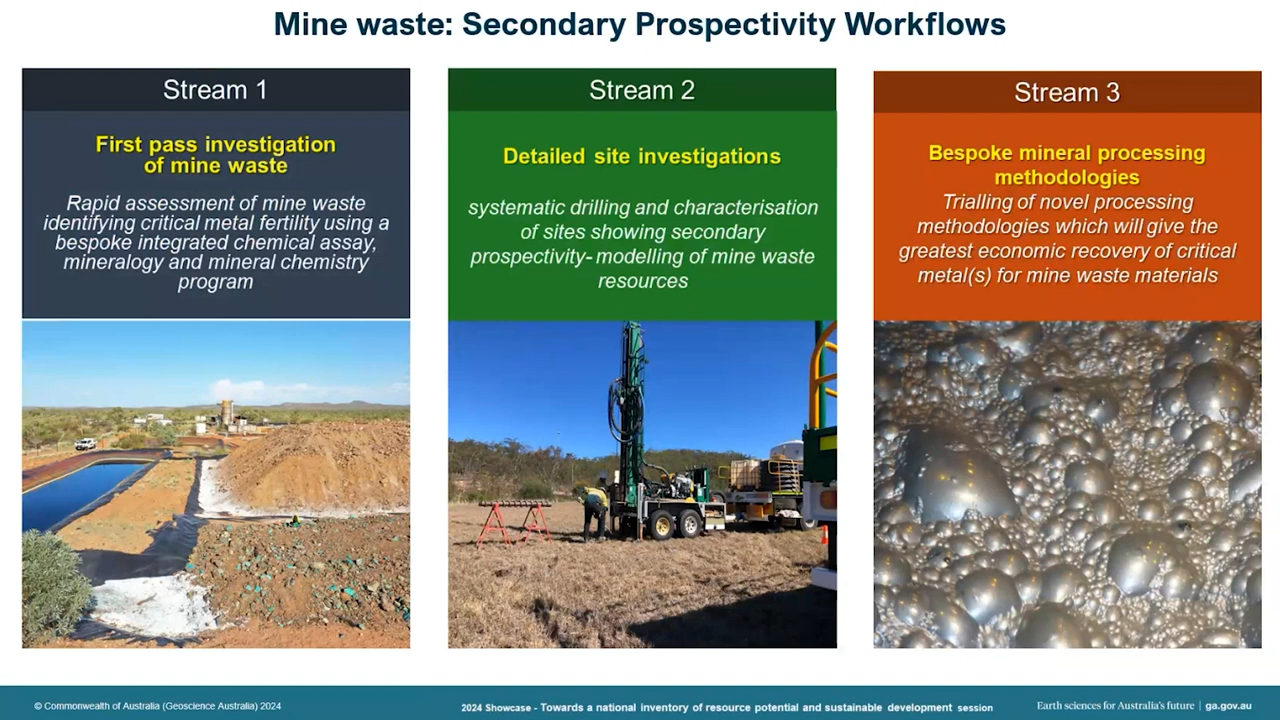 Mine waste: Secondary Prospectivity Workflows
Stream 1
First pass investigation
of mine waste
Rapid assessment of mine waste
identifying critical metal fertility using a
bespoke integrated chemical assay,
mineralogy and mineral chemistry
program
Stream 2
Detailed site investigations
systematic drilling and characterisation
of sites showing secondary
prospectivity- modelling of mine waste
resources
Stream 3
Bespoke mineral processing
methodologies
Trialling of novel processing
methodologies which will give the
greatest economic recovery of critical
metal(s) for mine waste materials
© Commonwealth of Australia (Geoscience Australia) 2024
2024 Showcase - Towards a national inventory of resource potential and sustainable development session
Earth sciences for Australia's future | ga.gov.au